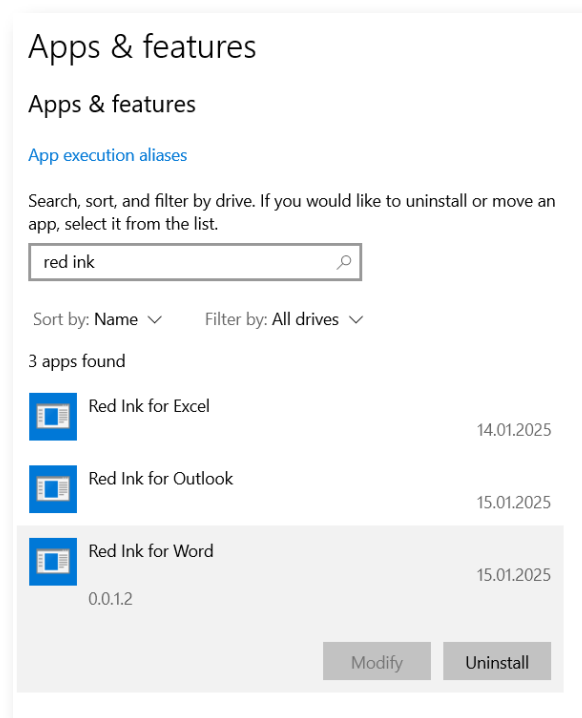 Apps & features
Apps & features
App execution aliases
Search, sort, and filter by drive. If you would like to uninstall or move an
app, select it from the list.
red ink
Sort by: Name Filter by: All drives
3 apps found
Red Ink for Excel
14.01.2025
Red Ink for Outlook
15.01.2025
Red Ink for Word
15.01.2025
0.0.1.2
Modify Uninstall